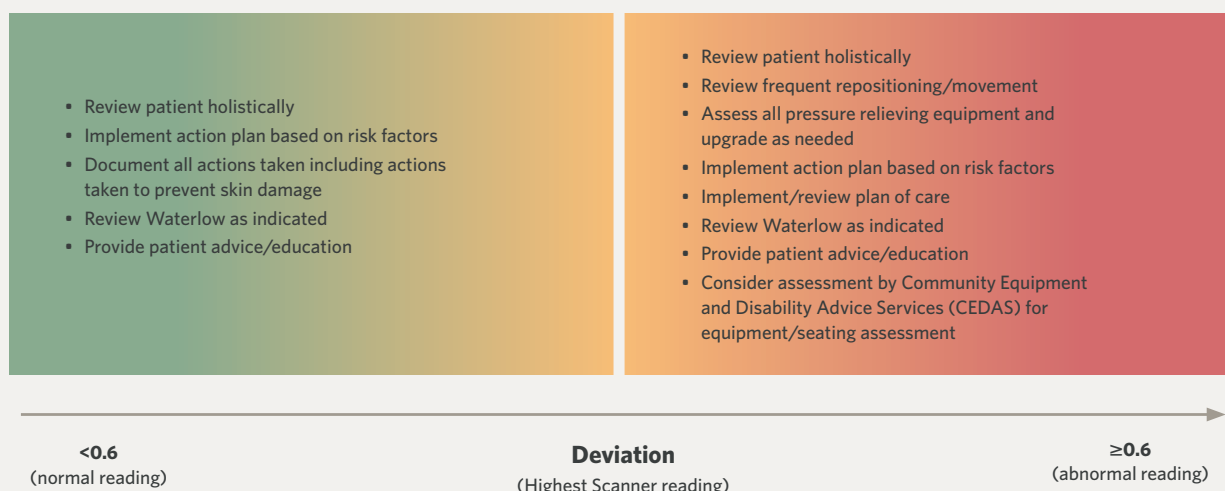 • Review patient holistically
• Implement action plan based on risk factors
• Document all actions taken including actions
taken to prevent skin damage
• Review Waterlow as indicated
• Provide patient advice/education
• Review patient holistically
• Review frequent repositioning/movement
• Assess all pressure relieving equipment and
upgrade as needed
• Implement action plan based on risk factors
• Implement/review plan of care
• Review Waterlow as indicated
• Provide patient advice/education
• Consider assessment by Community Equipment
and Disability Advice Services (CEDAS) for
equipment/seating assessment
<0.6
(normal reading)
Deviation
(Highest Scanner reading)
≥0.6
(abnormal reading)